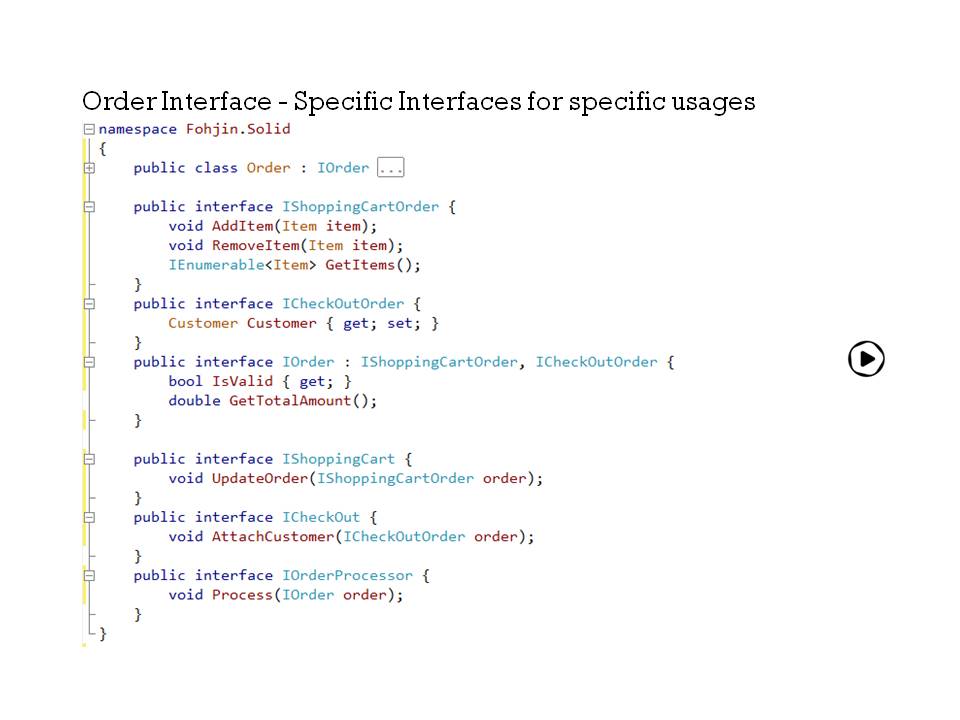 Order Interface - Specific Interfaces for specific usages
namespace Fohjin.Solid
{
public class Order : IOrder ...
public interface IShoppingCartOrder {
void AddItem(Item item);
void RemoveItem(Item item);
IEnumerable<Item> GetItems();
}
public interface ICheckOutOrder {
Customer Customer { get; set; }
}
public interface IOrder : IShoppingCartOrder, ICheckOutOrder {
bool IsValid { get; }
double GetTotalAmount();
}
public interface IShoppingCart {
void UpdateOrder(IShoppingCartOrder order);
}
public interface ICheckOut {
void AttachCustomer(ICheckOutOrder order);
}
public interface IOrderProcessor {
void Process(IOrder order);
}
}